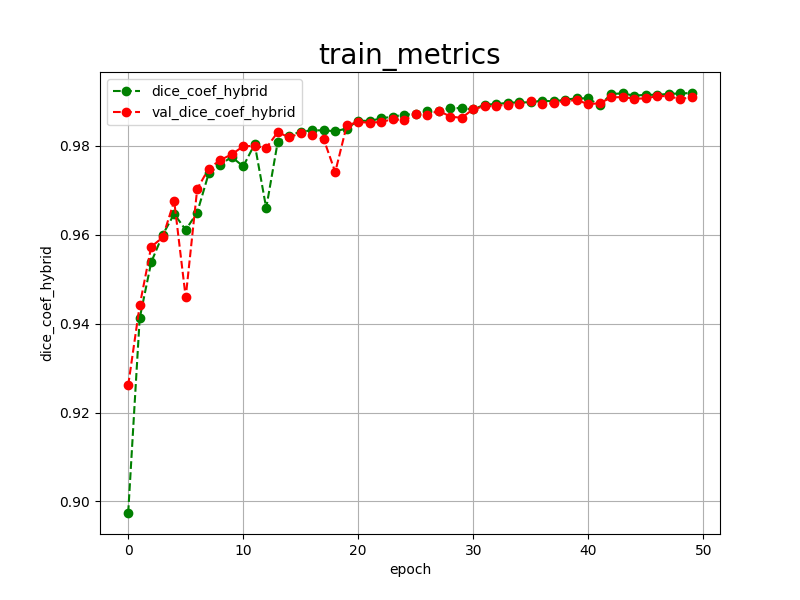 train_metrics
dice_coef_hybrid
val_dice_coef_hybrid
0.98
0.96
0.94
0.92
0.90
dice_coef_hybrid
0 10 20 30 40 50
epoch